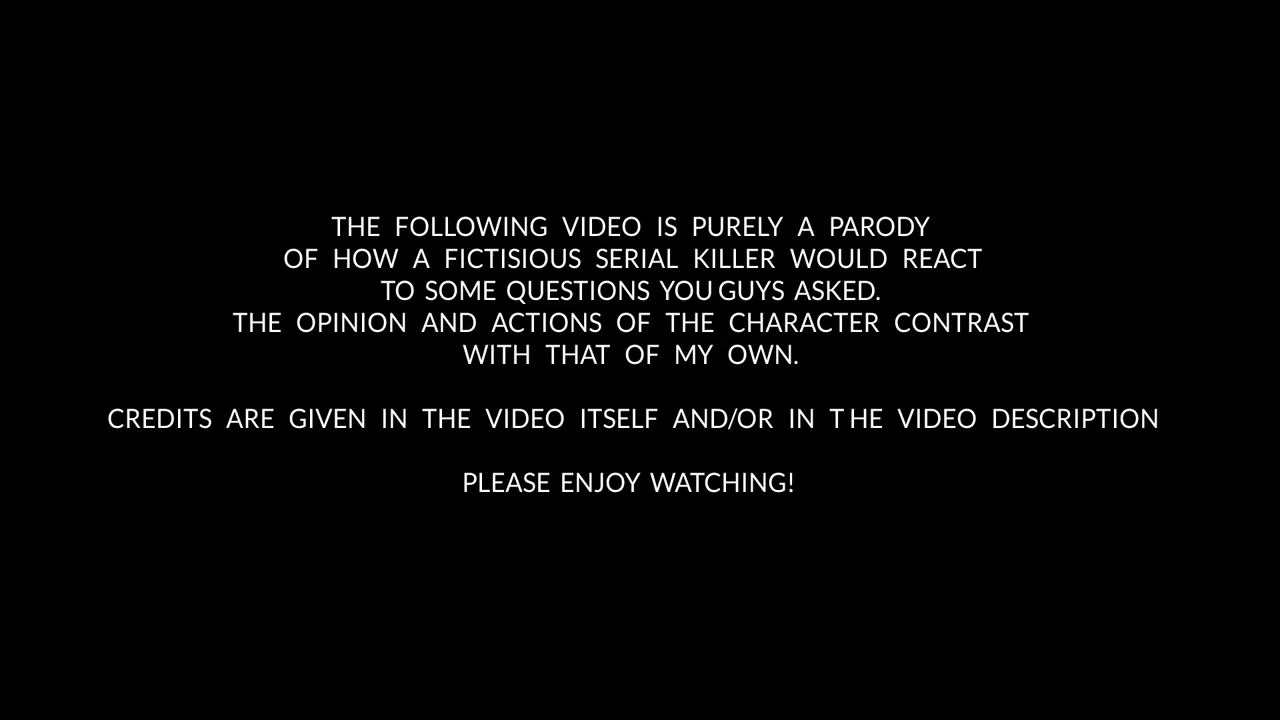 THE FOLLOWING VIDEO IS PURELY A PARODY
OF HOW A FICTISIOUS SERIAL KILLER WOULD REACT
TO SOME QUESTIONS YOU GUYS ASKED.
THE OPINION AND ACTIONS OF THE CHARACTER CONTRAST
WITH THAT OF MY OWN.
CREDITS ARE GIVEN IN THE VIDEO ITSELF AND/OR IN THE VIDEO DESCRIPTION
PLEASE ENJOY WATCHING!